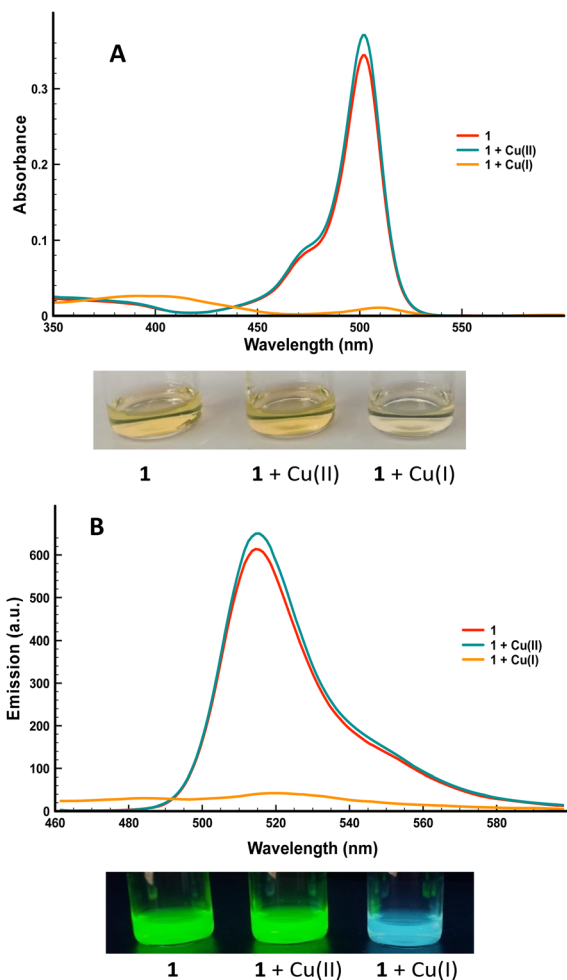 A
Absorbance
0.3
0.2
0.1
0
350
400
450
500
550
Wavelength (nm)
1
1 + Cu(II)
1 + Cu(I)
1
1 + Cu(II)
1 + Cu(I)
B
Emission (a.u.)
600
500
400
300
200
100
0
460
480
500
520
540
560
580
Wavelength (nm)
1
1 + Cu(II)
1 + Cu(I)
1
1 + Cu(II)
1 + Cu(I)